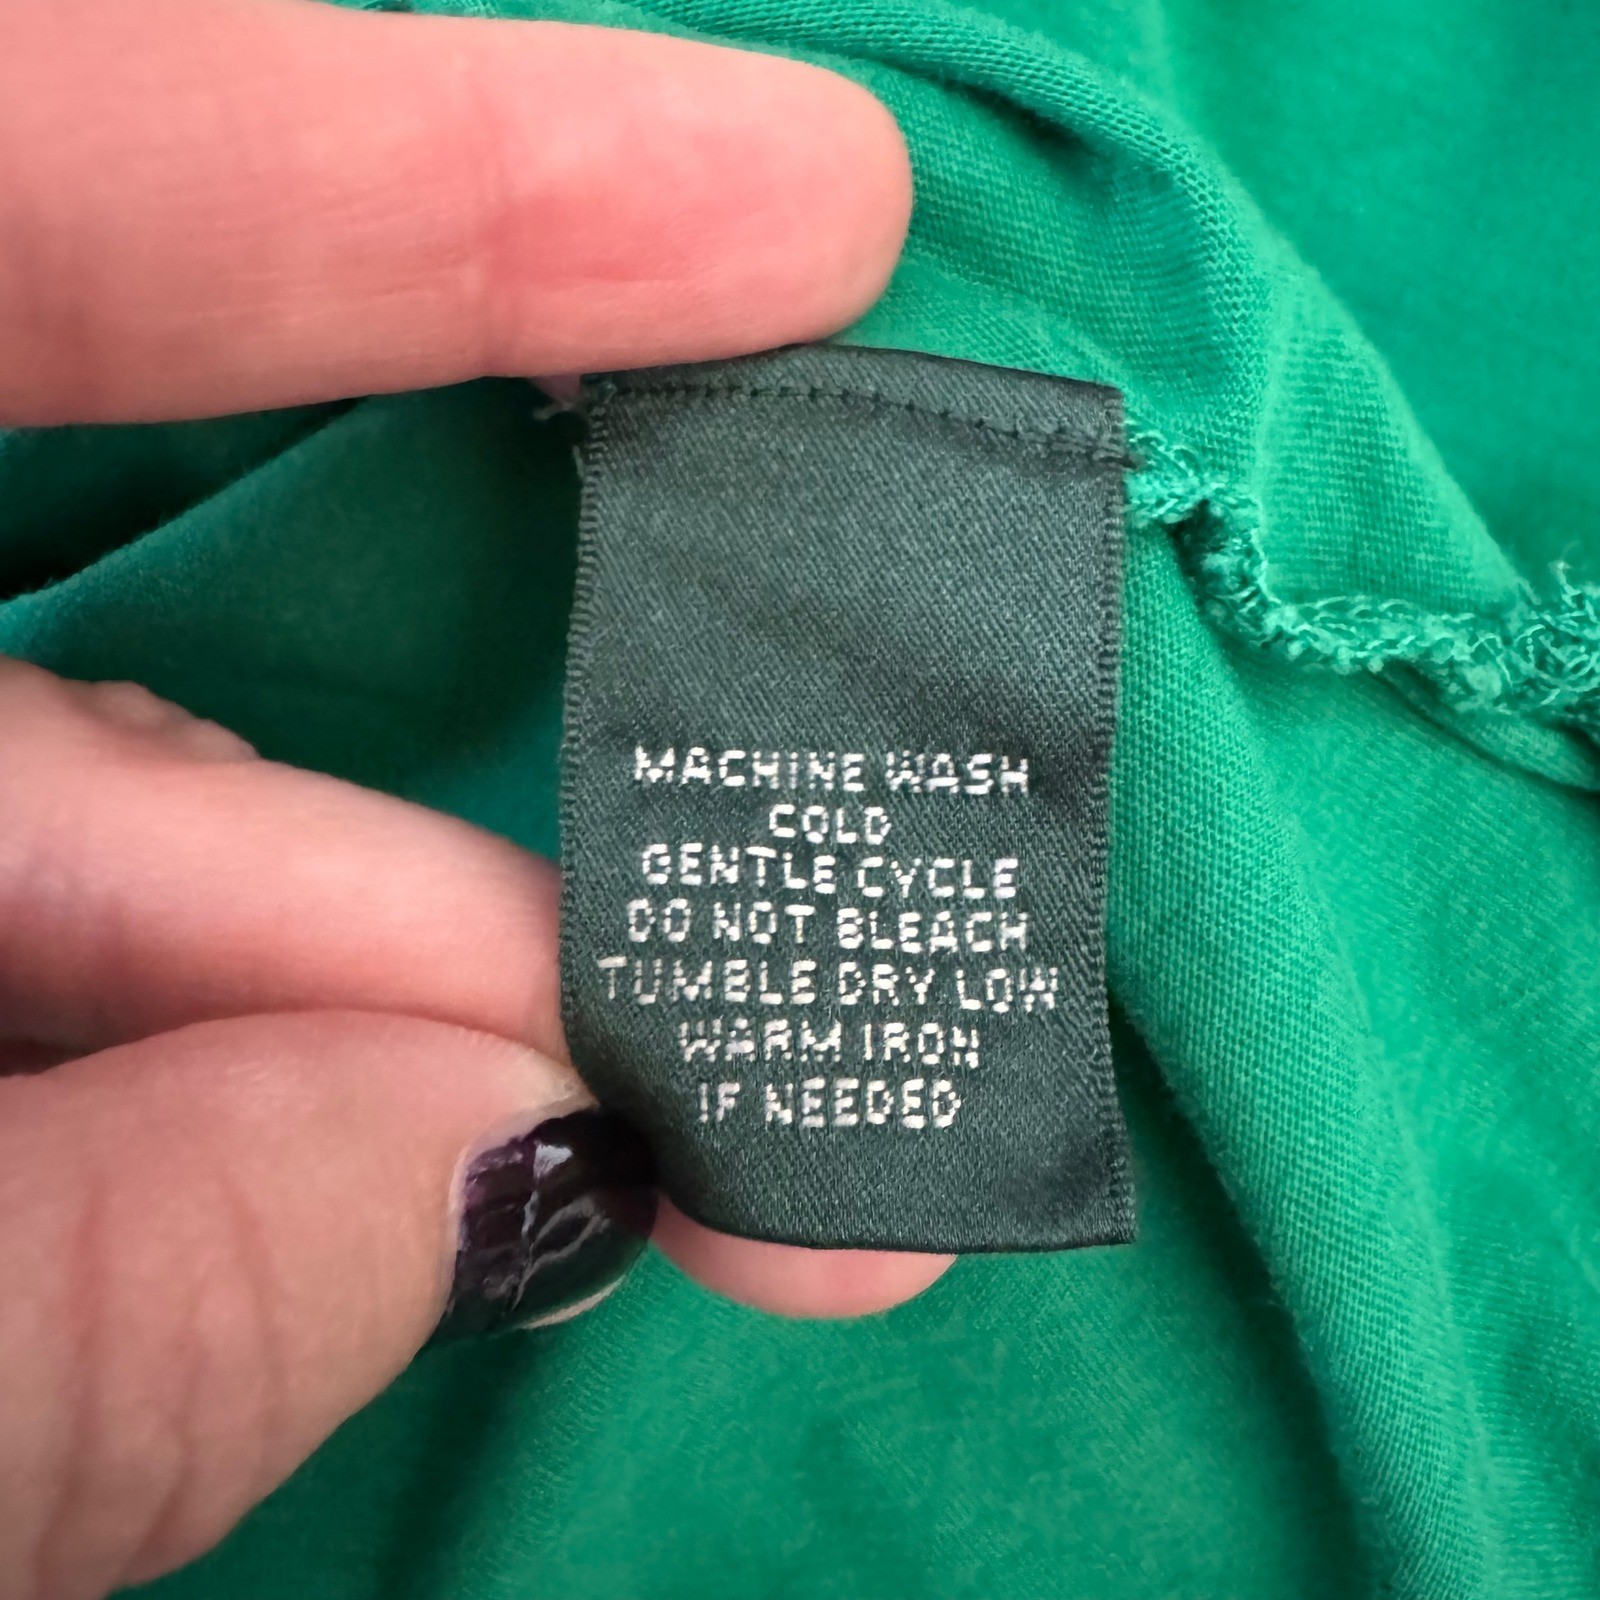 MACHINE WASH
COLD
GENTLE CYCLE
DO NOT BLEACH
TUMBLE DRY LOW
WARM IRON
IF NEEDED